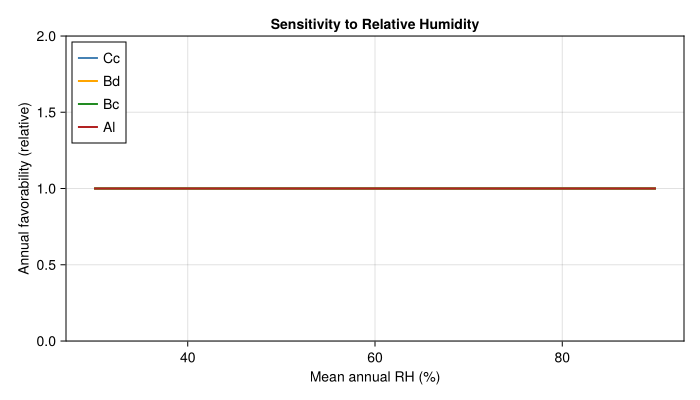 Sensitivity to Relative Humidity
2.0
1.5
1.0
0.5
0.0
Annual favorability (relative)
Cc
Bd
Bc
Al
40
60
80
Mean annual RH (%)